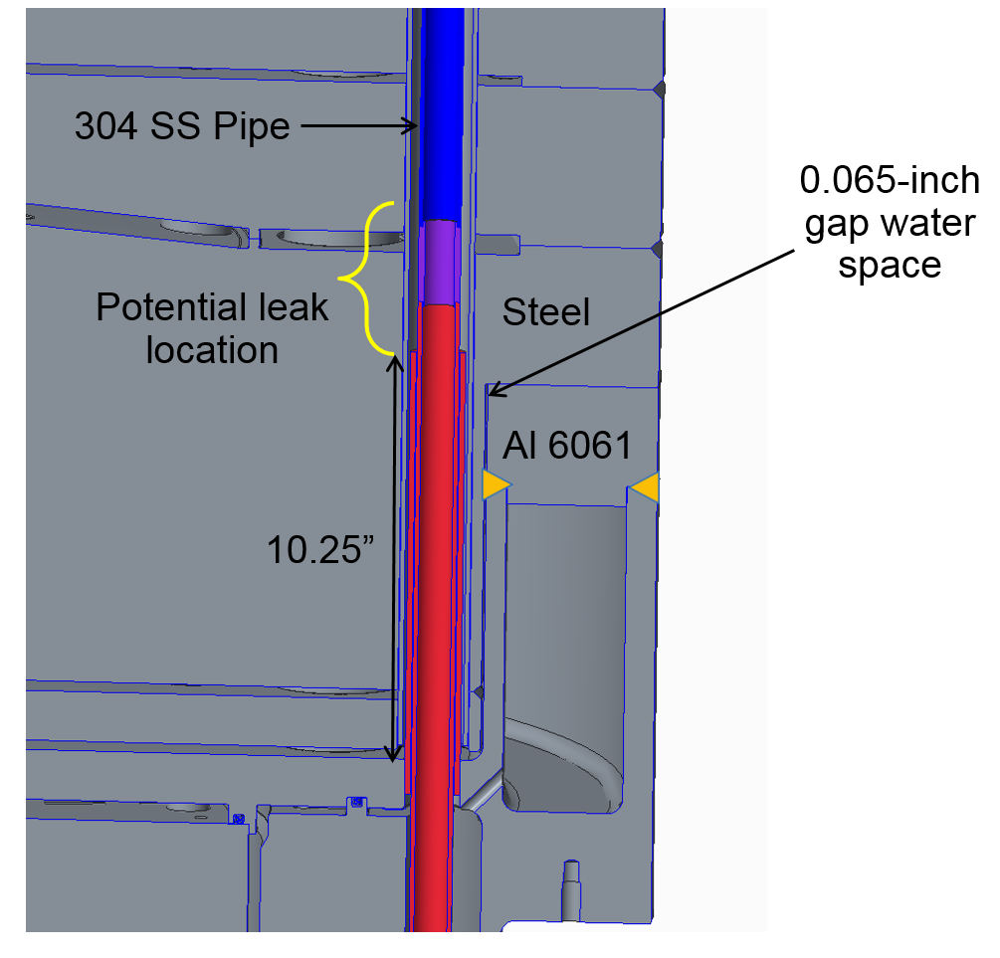 304 SS Pipe
0.065-inch
gap water
space
Potential leak
location
Steel
Al 6061
10.25”